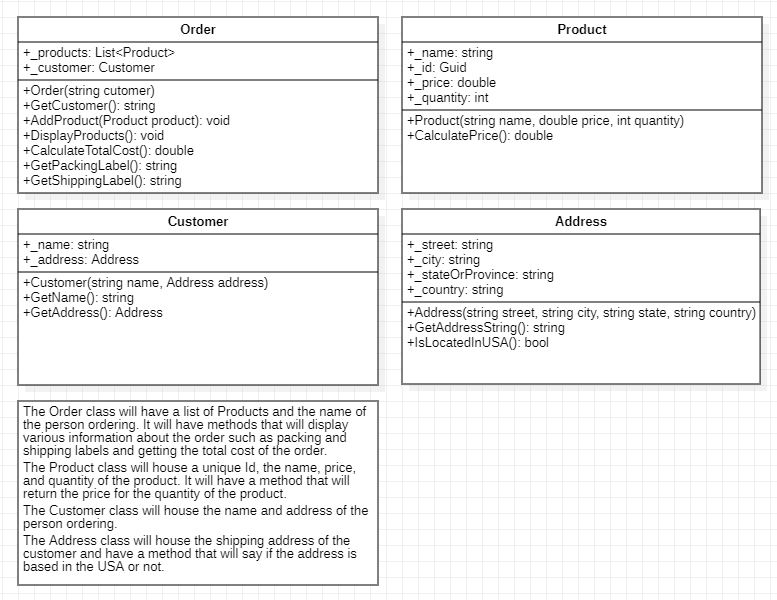 Order
+_products: List<Product>
+_customer: Customer
+Order(string cutomer)
+GetCustomer(): string
+AddProduct(Product product): void
+DisplayProducts(): void
+CalculateTotalCost(): double
+GetPackingLabel(): string
+GetShippingLabel(): string
Product
+_name: string
+_id: Guid
+_price: double
+_quantity: int
+Product(string name, double price, int quantity)
+CalculatePrice(): double
Customer
+_name: string
+_address: Address
+Customer(string name, Address address)
+GetName(): string
+GetAddress(): Address
Address
+_street: string
+_city: string
+_stateOrProvince: string
+_country: string
+Address(string street, string city, string state, string country)
+GetAddressString(): string
+IsLocatedInUSA(): bool
The Order class will have a list of Products and the name of
the person ordering. It will have methods that will display
various information about the order such as packing and
shipping labels and getting the total cost of the order.
The Product class will house a unique Id, the name, price,
and quantity of the product. It will have a method that will
return the price for the quantity of the product.
The Customer class will house the name and address of the
person ordering.
The Address class will house the shipping address of the
customer and have a method that will say if the address is
based in the USA or not.